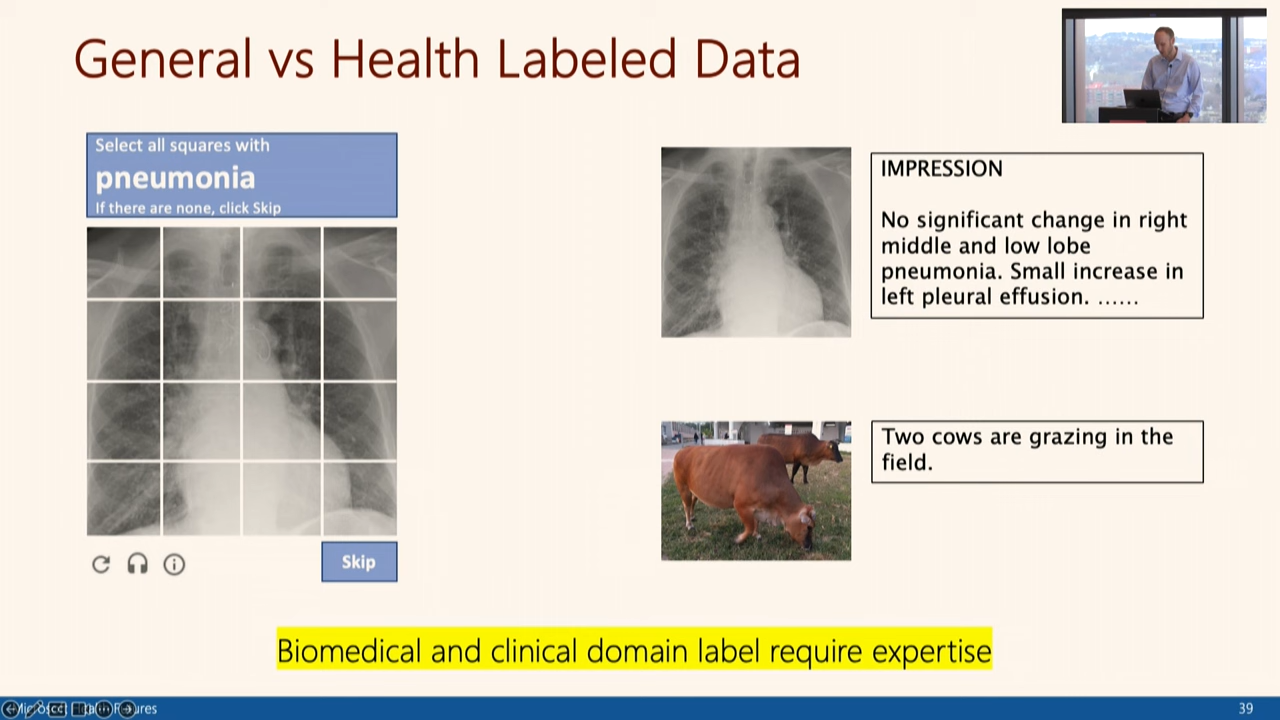 General vs Health Labeled Data
Select all squares with
pneumonia
If there are none, click Skip
Skip
IMPRESSION
No significant change in right
middle and low lobe
pneumonia. Small increase in
left pleural effusion. ......
Two cows are grazing in the
field.
Biomedical and clinical domain label require expertise
39